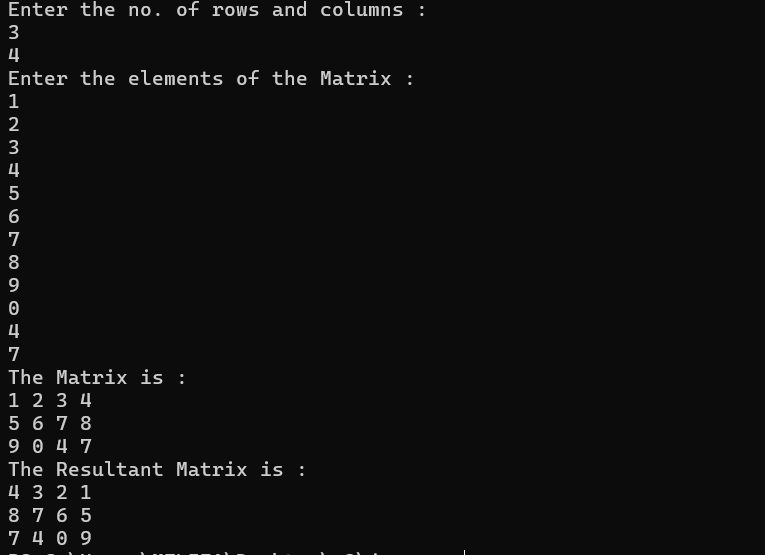 Enter the no. of rows and columns :
3
4
Enter the elements of the Matrix :
1
2
3
4
5
6
7
8
9
0
4
7
The Matrix is :
1 2 3 4
5 6 7 8
9 0 4 7
The Resultant Matrix is :
4 3 2 1
8 7 6 5
7 4 0 9